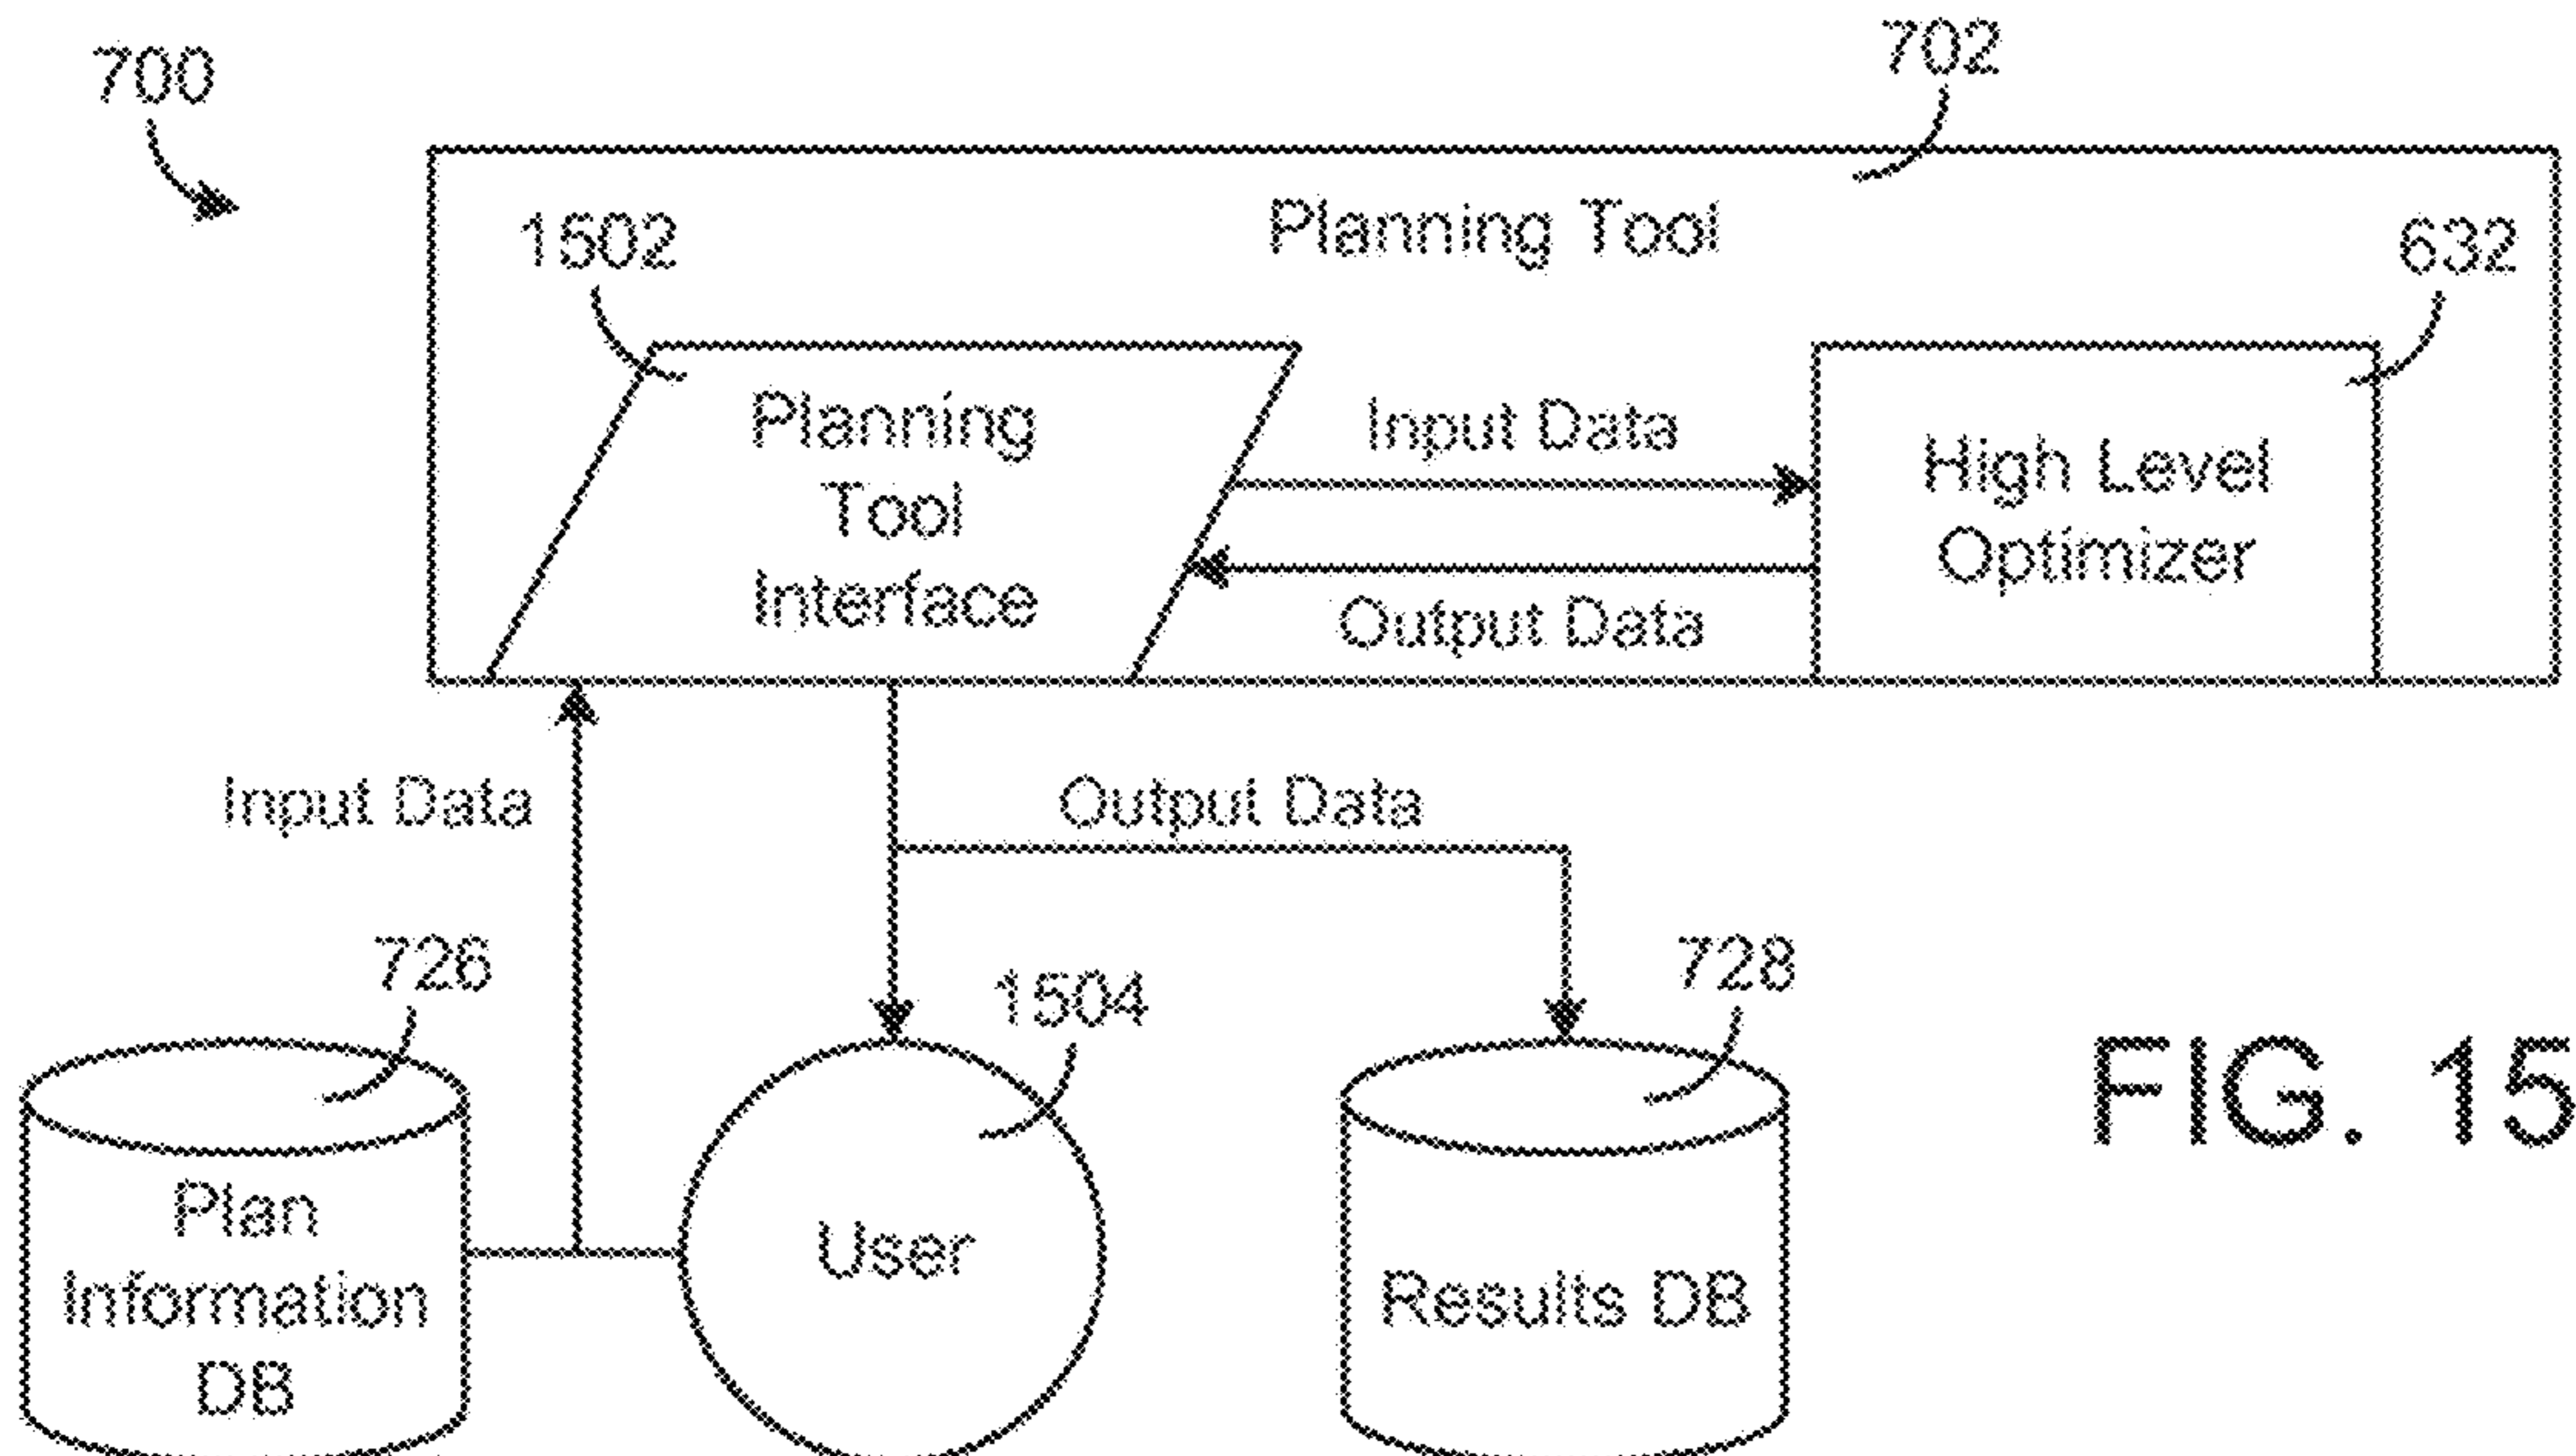 700
702
Planning Tool
1502
632
Planning
Tool
Interface
Input Data
High Level
Optimizer
Output Data
Input Data
Output Data
726
1504
728
Plan
Information
DB
User
Results DB
FIG. 15